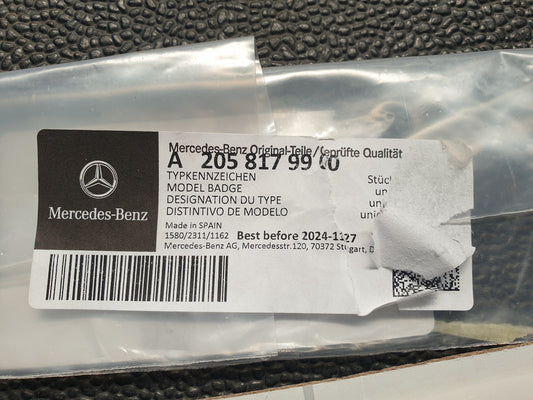 Mercedes-Benz Original-Teile/Geprüfte Qualität
A 205 817 99
TYPKENNZEICHEN
MODEL BADGE
DESIGNATION DU TYPE
DISTINTIVO DE MODELO
Made in SPAIN
1580/2311/1162 Best before 2024-11-27
Mercedes-Benz AG, Mercedesstr.120, 70372
Mercedes-Benz